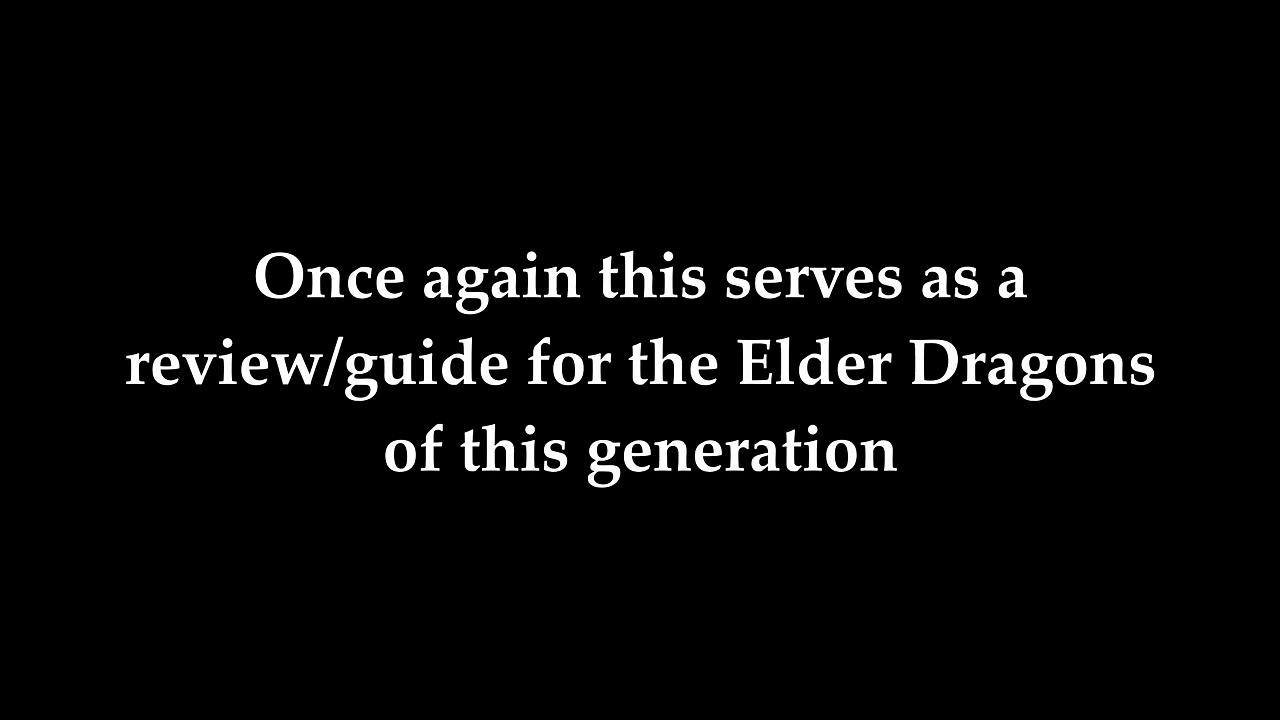 Once again this serves as a
review/guide for the Elder Dragons
of this generation